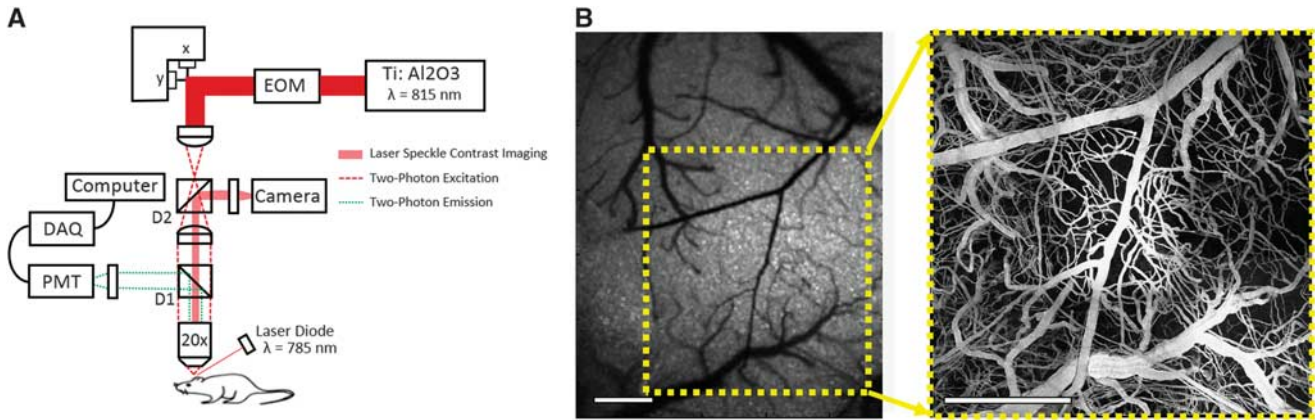 A
x
y
EOM
Ti: Al2O3
λ = 815 nm
Laser Speckle Contrast Imaging
Two-Photon Excitation
Two-Photon Emission
Computer
D2
Camera
DAQ
PMT
D1
20x
Laser Diode
λ = 785 nm
B